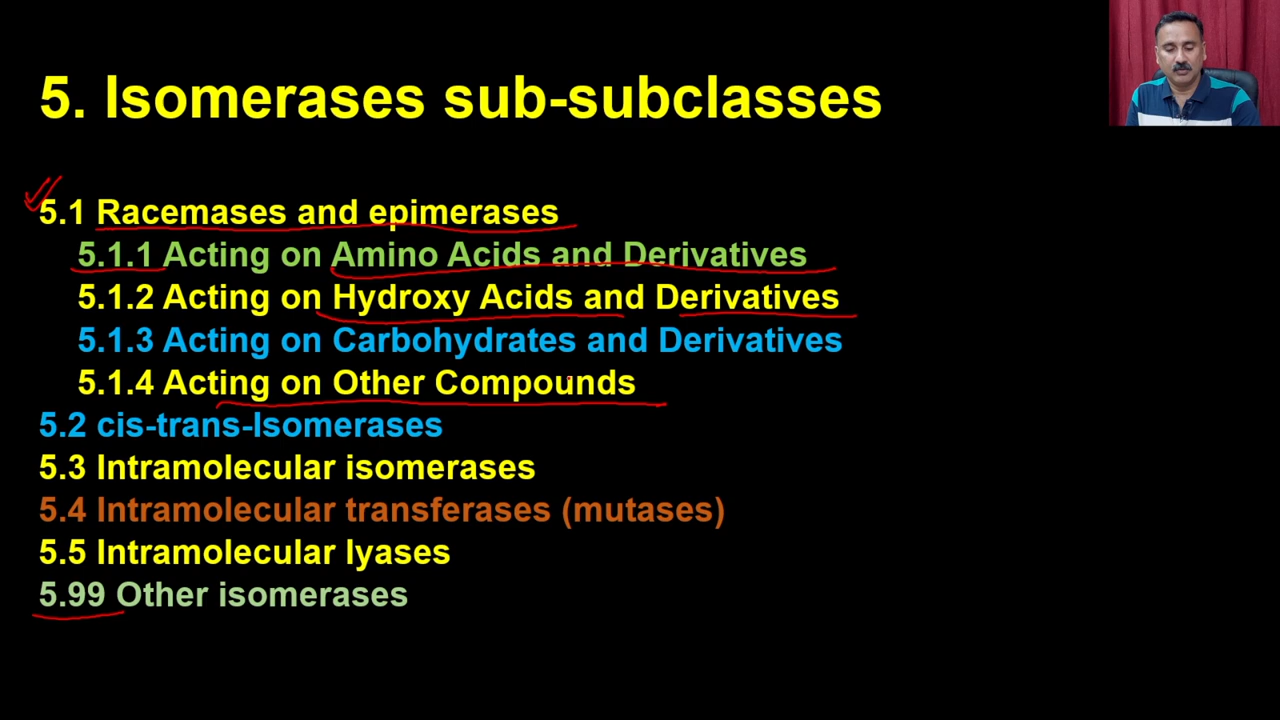 5. Isomerases sub-subclasses
5.1 Racemases and epimerases
5.1.1 Acting on Amino Acids and Derivatives
5.1.2 Acting on Hydroxy Acids and Derivatives
5.1.3 Acting on Carbohydrates and Derivatives
5.1.4 Acting on Other Compounds
5.2 cis-trans-Isomerases
5.3 Intramolecular isomerases
5.4 Intramolecular transferases (mutases)
5.5 Intramolecular lyases
5.99 Other isomerases